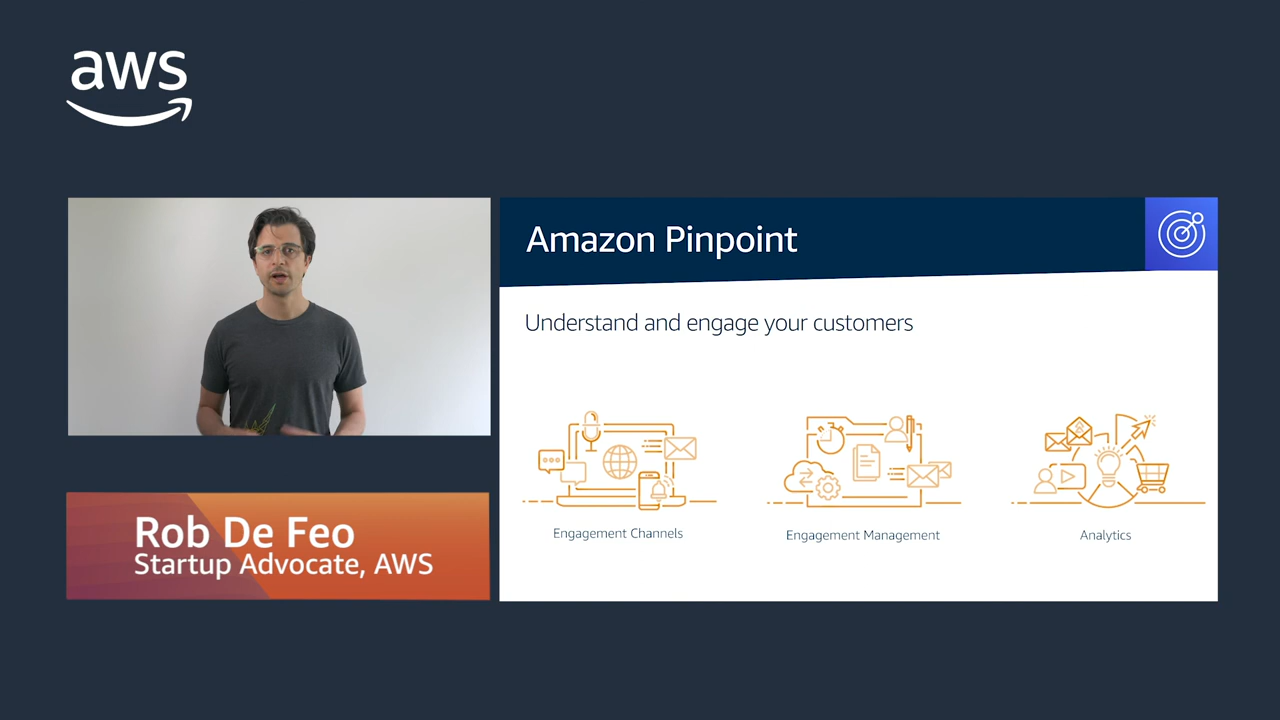 aws
Amazon Pinpoint
Understand and engage your customers
Engagement Channels
Engagement Management
Analytics
Rob De Feo
Startup Advocate, AWS